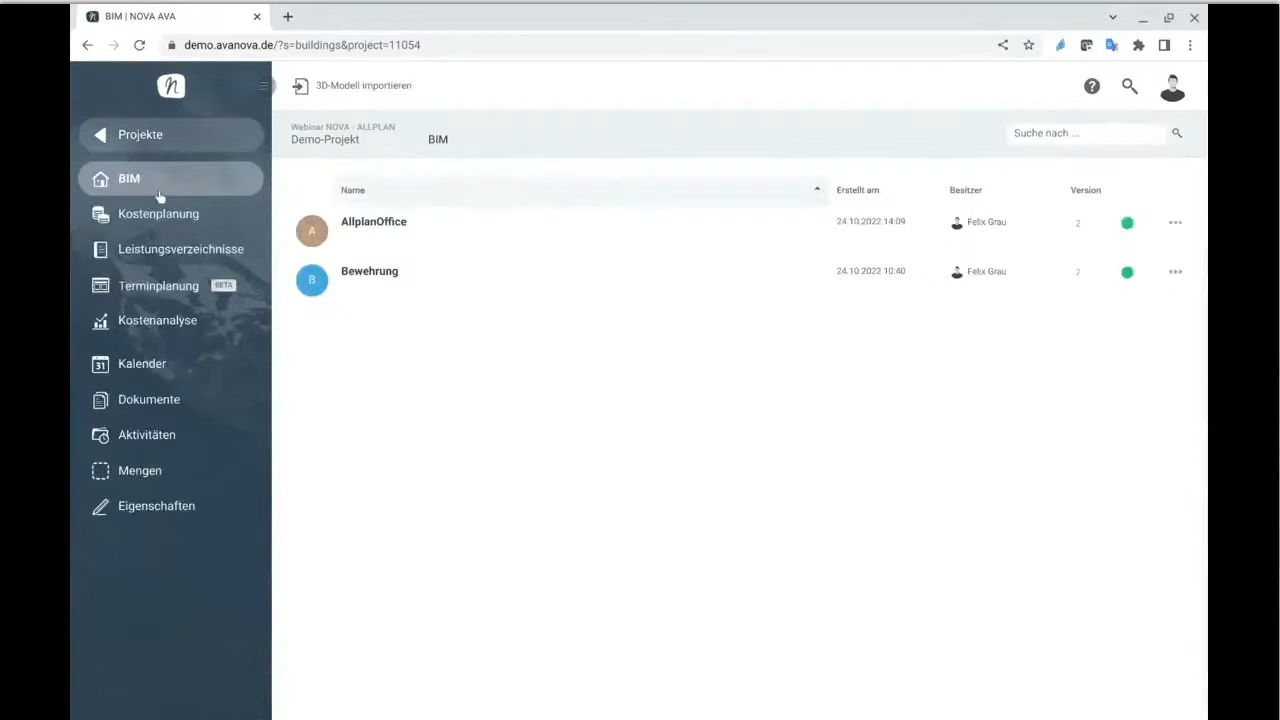 BIM | NOVA AVA
demo.avanova.de/?s=buildings&project=11054
n
3D-Modell importieren
Projekte
Webinar NOVA - ALLPLAN
Demo-Projekt
BIM
Suche nach ...
BIM
Kostenplanung
Leistungsverzeichnisse
Terminplanung BETA
Kostenanalyse
31 Kalender
Dokumente
Aktivitäten
Mengen
Eigenschaften
Name Erstellt am Besitzer Version
A AllplanOffice 24.10.2022 14:09 Felix Grau 2
B Bewehrung 24.10.2022 10:40 Felix Grau 2